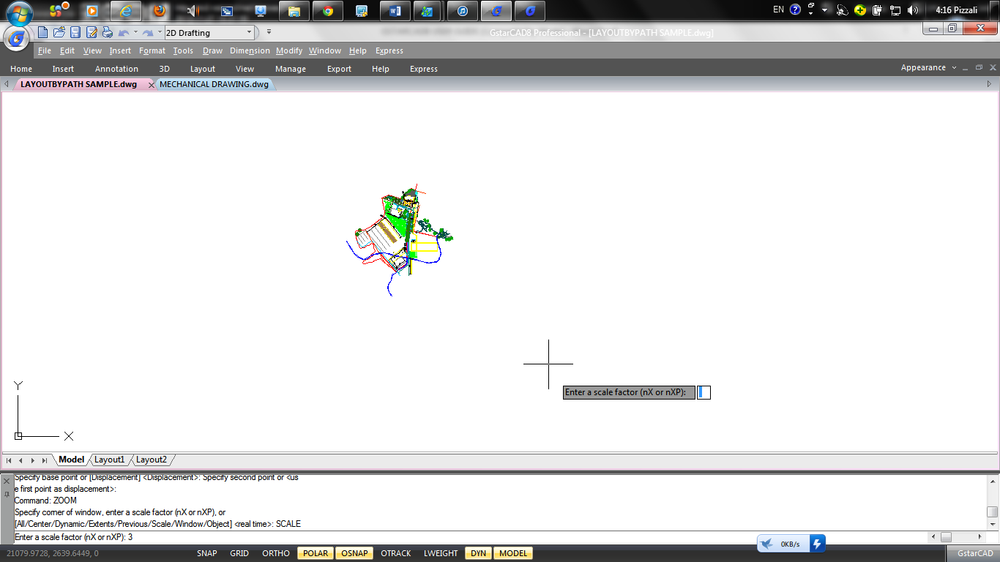 EN
4:16 Pizzali
2D Drafting
GstarCAD8 Professional - [LAYOUTBYPATH SAMPLE.dwg]
File Edit View Insert Format Tools Draw Dimension Modify Window Help Express
Home Insert Annotation 3D Layout View Manage Export Help Express Appearance
LAYOUTBYPATH SAMPLE.dwg MECHANICAL DRAWING.dwg
Enter a scale factor (nX or nXP):
Y
X
Model Layout1 Layout2
Specify base point or [Displacement] <Displacement>: Specify second point or <us
e first point as displacement>:
Command: ZOOM
Specify corner of window, enter a scale factor (nX or nXP), or
[All/Center/Dynamic/Extents/Previous/Scale/Window/Object] <real time>: SCALE
Enter a scale factor (nX or nXP): 3
0KB/s
21079.9728, 2639.6449, 0 SNAP GRID ORTHO POLAR OSNAP OTRACK LWEIGHT DYN MODEL GstarCAD